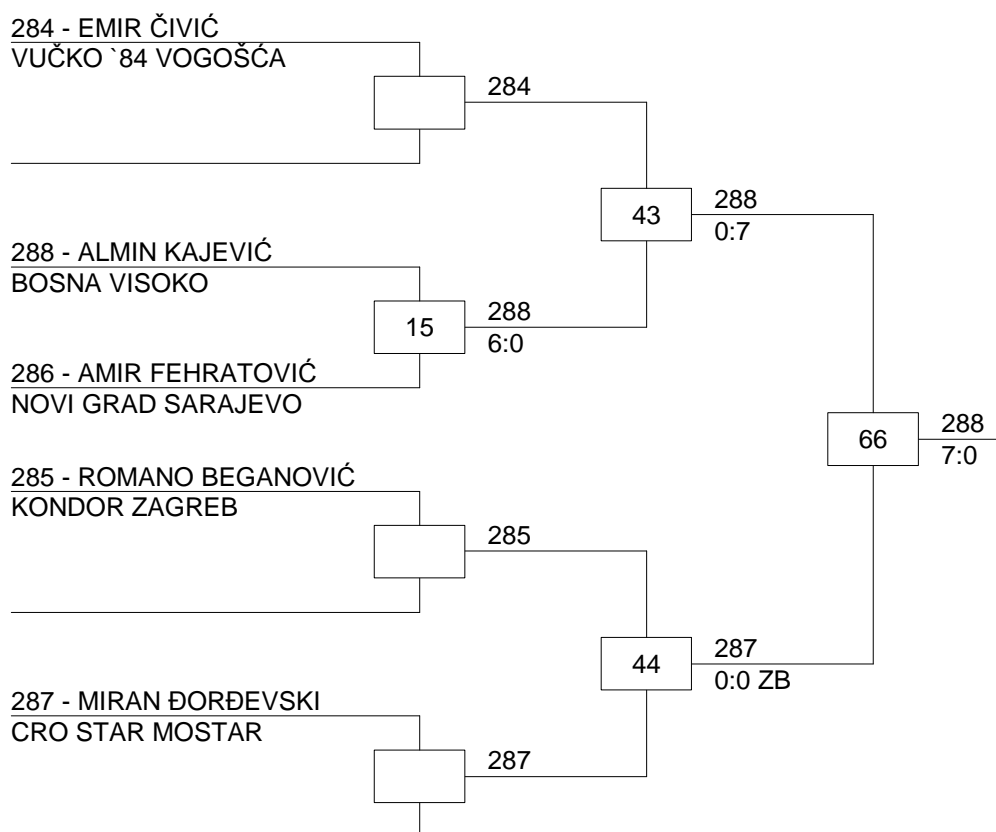 284 - EMIR ČIVIĆ
VUČKO `84 VOGOŠĆA
284
43
288
0:7
288 - ALMIN KAJEVIĆ
BOSNA VISOKO
15
288
6:0
286 - AMIR FEHRATOVIĆ
NOVI GRAD SARAJEVO
66
288
7:0
285 - ROMANO BEGANOVIĆ
KONDOR ZAGREB
285
44
287
0:0 ZB
287 - MIRAN ĐORĐEVSKI
CRO STAR MOSTAR
287